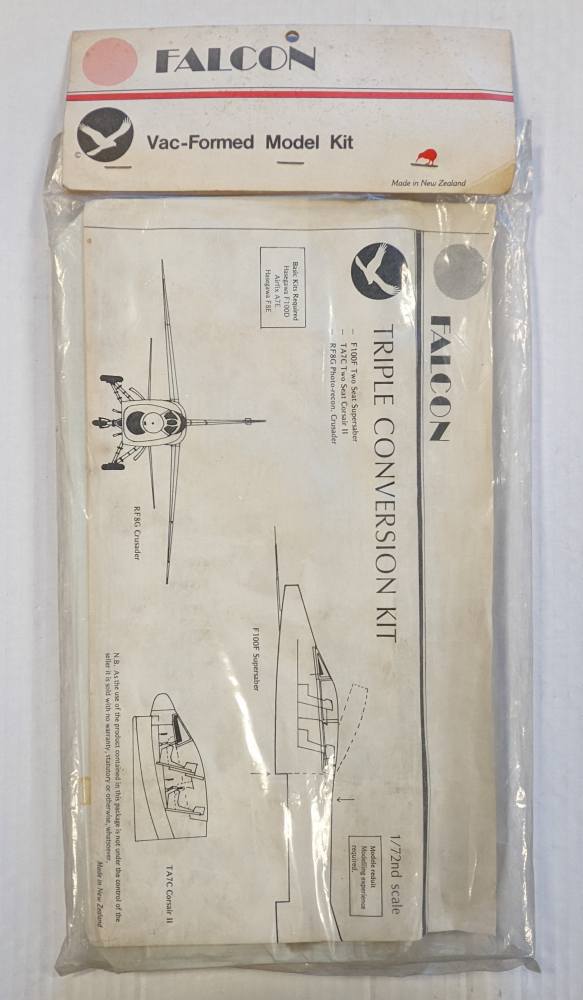 FALCON
©
Vac-Formed Model Kit
Made in New Zealand
FALCON
TRIPLE CONVERSION KIT
– F100F Two Seat Supersaber
– TA7C Two Seat Corsair II
– RF8G Photo-recon. Crusader
Basic Kits Required
Hasegawa F100D
Airfix A7E
Hasegawa F8E
1/72nd scale
Modele reduit
Modelling experience
required.
RF8G Crusader
F100F Supersaber
TA7C Corsair II
N.B. As the use of the product contained in this package is not under the control of the
seller it is sold with no warranty, statutory or otherwise, whatsoever.
Made in New Zealand